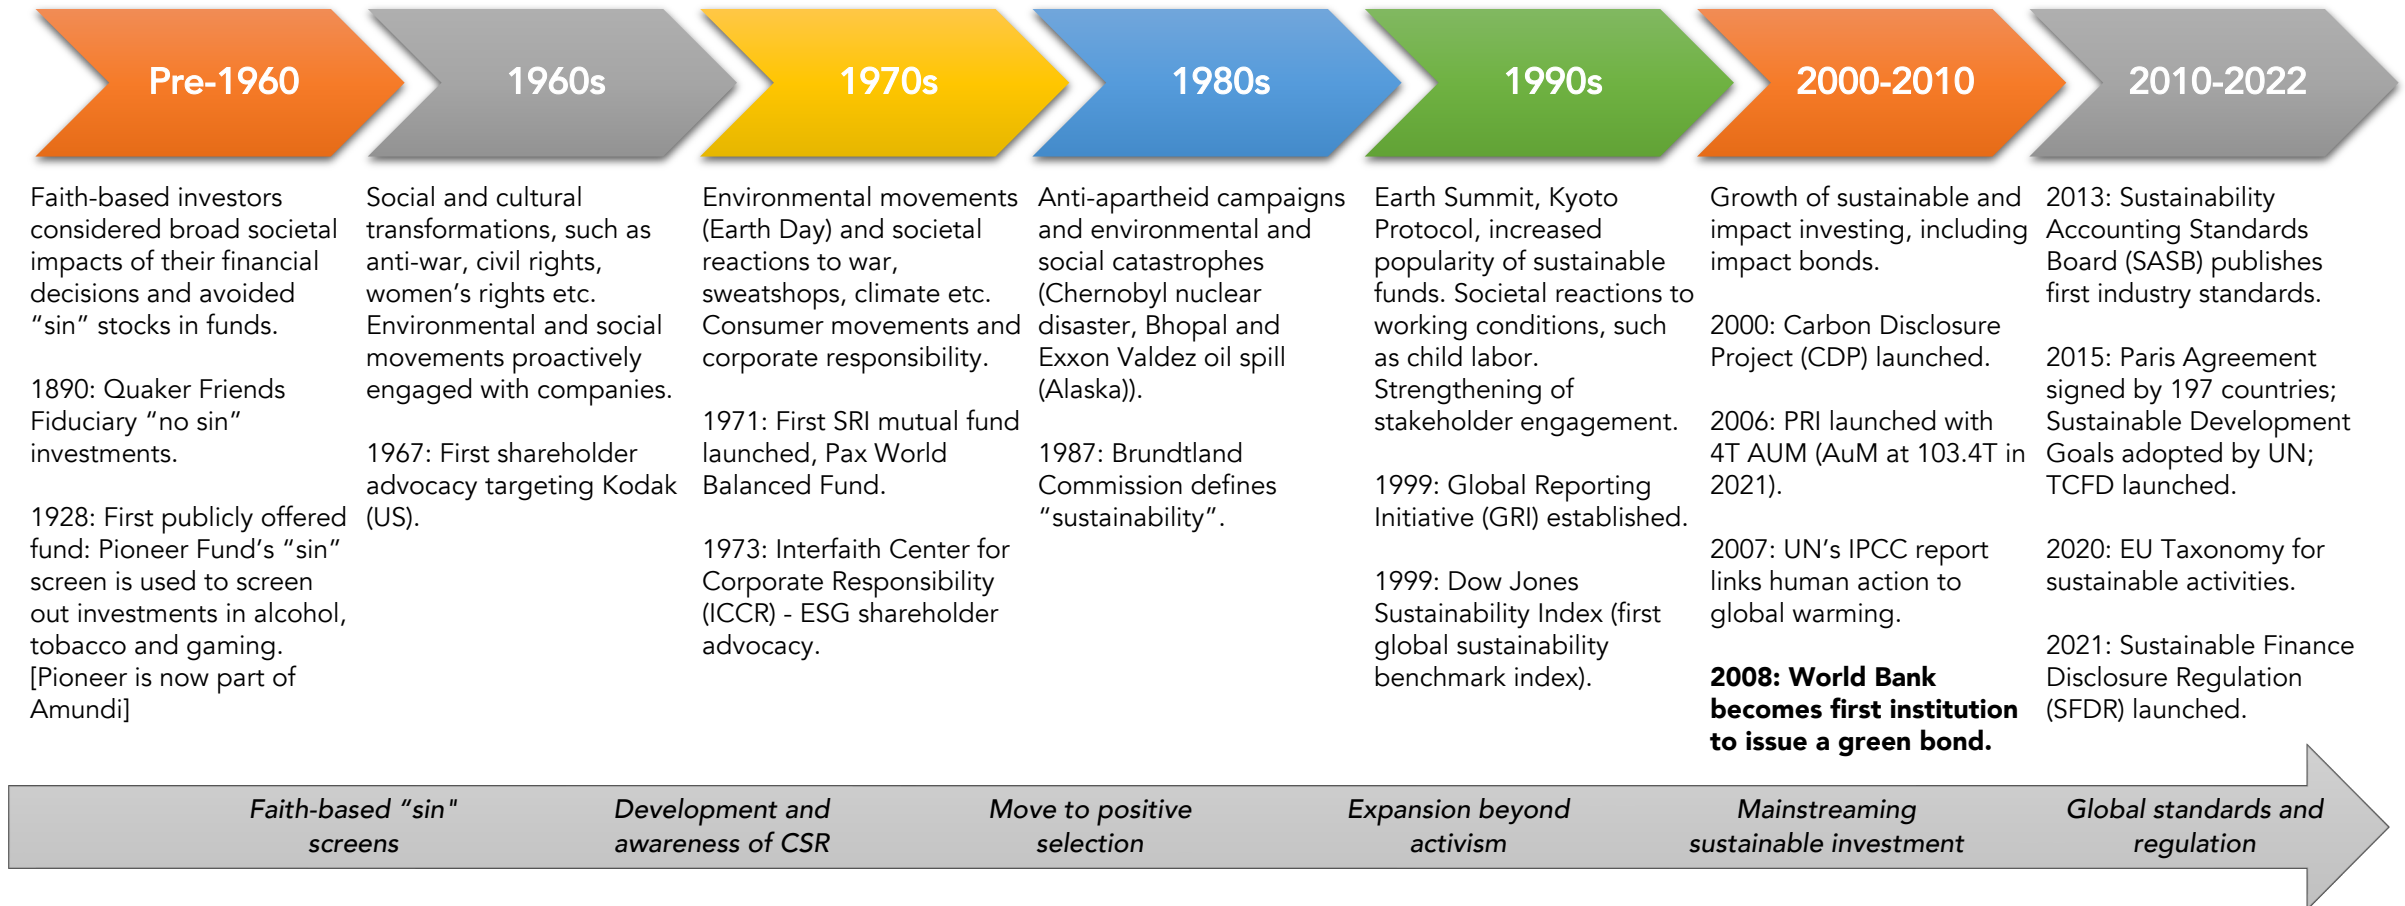 Pre-1960
1960s
1970s
1980s
1990s
2000-2010
2010-2022
Faith-based investors
considered broad societal
impacts of their financial
decisions and avoided
“sin” stocks in funds.
1890: Quaker Friends
Fiduciary “no sin”
investments.
1928: First publicly offered
fund: Pioneer Fund’s “sin”
screen is used to screen
out investments in alcohol,
tobacco and gaming.
[Pioneer is now part of
Amundi]
Social and cultural
transformations, such as
anti-war, civil rights,
women’s rights etc.
Environmental and social
movements proactively
engaged with companies.
1967: First shareholder
advocacy targeting Kodak
(US).
Environmental movements
(Earth Day) and societal
reactions to war,
sweatshops, climate etc.
Consumer movements and
corporate responsibility.
1971: First SRI mutual fund
launched, Pax World
Balanced Fund.
1973: Interfaith Center for
Corporate Responsibility
(ICCR) - ESG shareholder
advocacy.
Anti-apartheid campaigns
and environmental and
social catastrophes
(Chernobyl nuclear
disaster, Bhopal and
Exxon Valdez oil spill
(Alaska)).
1987: Brundtland
Commission defines
“sustainability”.
Earth Summit, Kyoto
Protocol, increased
popularity of sustainable
funds. Societal reactions to
working conditions, such
as child labor.
Strengthening of
stakeholder engagement.
1999: Global Reporting
Initiative (GRI) established.
1999: Dow Jones
Sustainability Index (first
global sustainability
benchmark index).
Growth of sustainable and
impact investing, including
impact bonds.
2000: Carbon Disclosure
Project (CDP) launched.
2006: PRI launched with
4T AUM (AuM at 103.4T in
2021).
2007: UN’s IPCC report
links human action to
global warming.
2008: World Bank
becomes first institution
to issue a green bond.
2013: Sustainability
Accounting Standards
Board (SASB) publishes
first industry standards.
2015: Paris Agreement
signed by 197 countries;
Sustainable Development
Goals adopted by UN;
TCFD launched.
2020: EU Taxonomy for
sustainable activities.
2021: Sustainable Finance
Disclosure Regulation
(SFDR) launched.
Faith-based “sin"
screens
Development and
awareness of CSR
Move to positive
selection
Expansion beyond
activism
Mainstreaming
sustainable investment
Global standards and
regulation